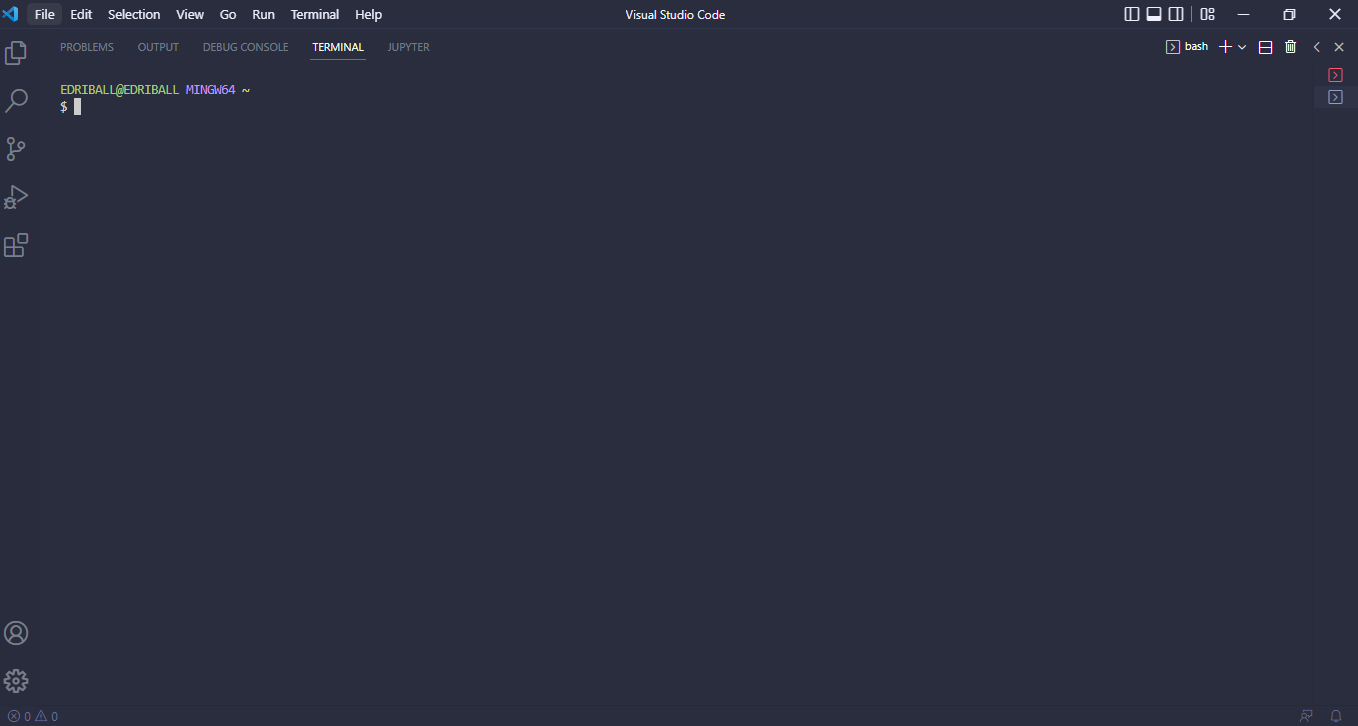 File Edit Selection View Go Run Terminal Help Visual Studio Code
PROBLEMS OUTPUT DEBUG CONSOLE TERMINAL JUPYTER bash
EDRIBALL@EDRIBALL MINGW64 ~
$
0 0